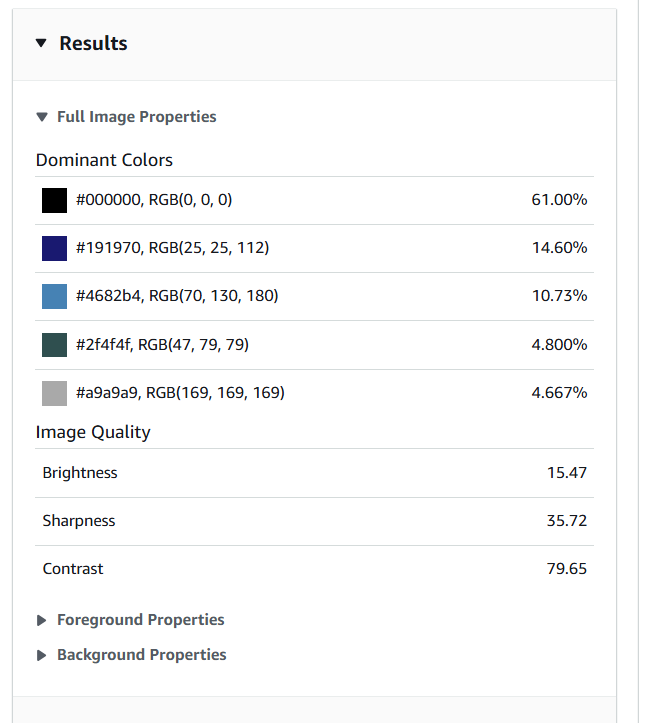 Results
Full Image Properties
Dominant Colors
#000000, RGB(0, 0, 0) 61.00%
#191970, RGB(25, 25, 112) 14.60%
#4682b4, RGB(70, 130, 180) 10.73%
#2f4f4f, RGB(47, 79, 79) 4.800%
#a9a9a9, RGB(169, 169, 169) 4.667%
Image Quality
Brightness 15.47
Sharpness 35.72
Contrast 79.65
Foreground Properties
Background Properties